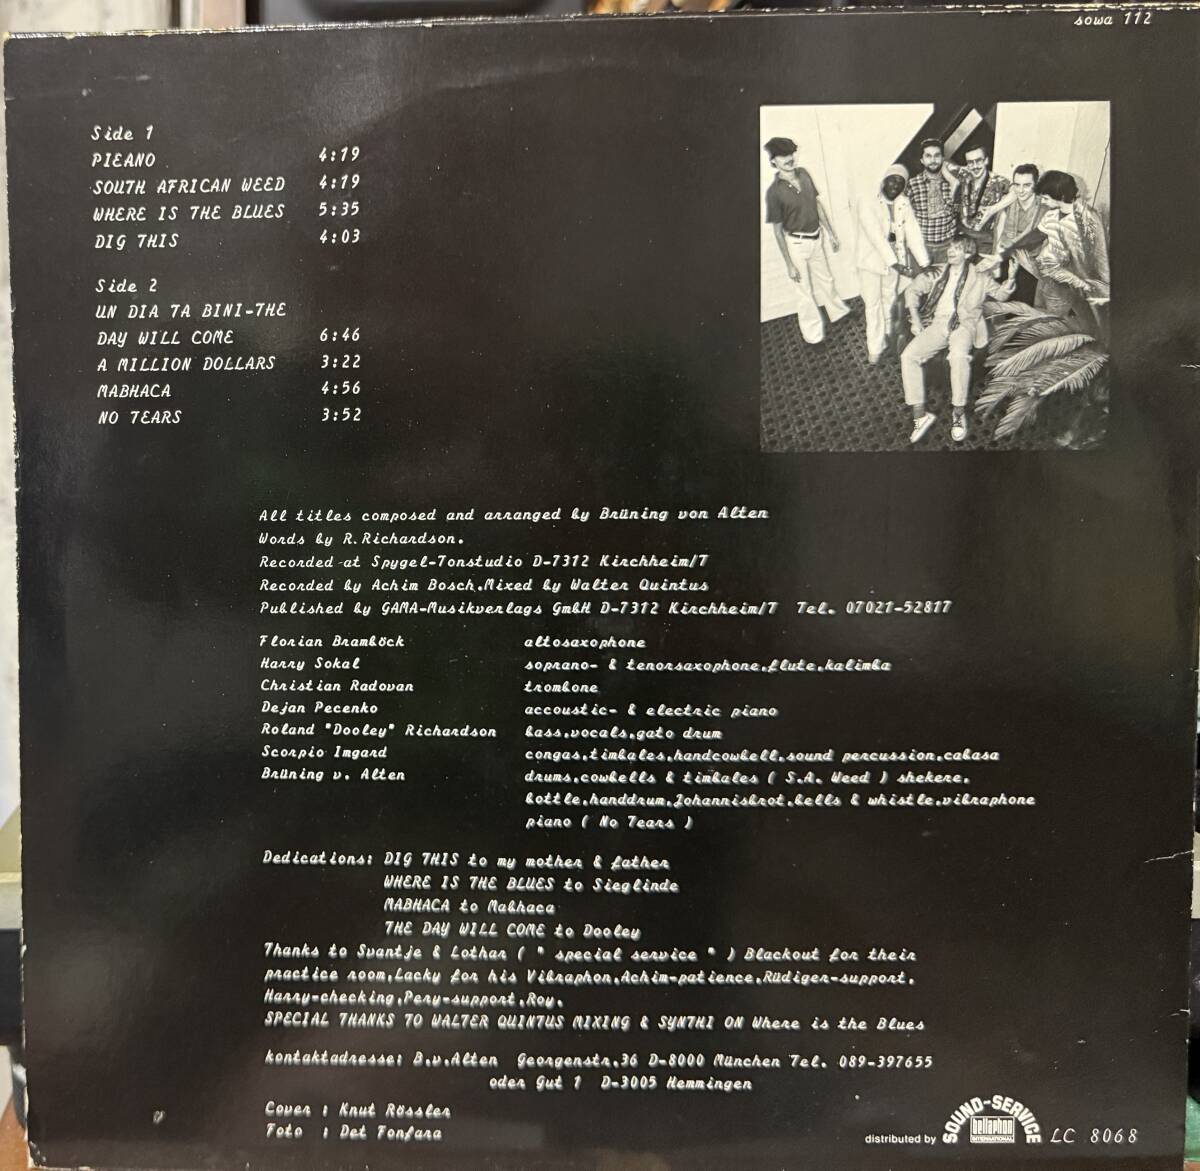 sowa 112
Side 1
PIEANO 4:19
SOUTH AFRICAN WEED 4:19
WHERE IS THE BLUES 5:35
DIG THIS 4:03
Side 2
UN DIA TA BINI-THE
DAY WILL COME 6:46
A MILLION DOLLARS 3:22
MABHACA 4:56
NO TEARS 3:52
All titles composed and arranged by Brüning von Alten
Words by R.Richardson.
Recorded at Spygel-Tonstudio D-7312 Kirchheim/T
Recorded by Achim Bosch.Mixed by Walter Quintus
Published by GAMA-Musikverlags GmbH D-7312 Kirchheim/T Tel. 07021-52817
Florian Bramböck altosaxophone
Harry Sokal soprano- & tenorsaxophone,flute,kalimba
Christian Radovan trombone
Dejan Pecenko accoustic- & electric piano
Roland "Dooley" Richardson bass,vocals,gato drum
Scorpio Imgard congas,timbales,handcowbell,sound percussion,cabasa
Brüning v. Alten drums,cowbells & timbales ( S.A. Weed ) shekere,
bottle,handdrum,Johannisbrot,bells & whistle,vibraphone
piano ( No Tears )
Dedications: DIG THIS to my mother & father
WHERE IS THE BLUES to Sieglinde
MABHACA to Mabhaca
THE DAY WILL COME to Dooley
Thanks to Svantje & Lothar ( " special service " ) Blackout for their
practice room,Lacky for his Vibraphon,Achim-patience,Rüdiger-support,
Harry-checking,Pery-support,Roy.
SPECIAL THANKS TO WALTER QUINTUS MIXING & SYNTHI ON Where is the Blues
kontaktadresse: B.v.Alten Georgenstr.36 D-8000 München Tel. 089-397655
oder Gut 1 D-3005 Hemmingen
Cover : Knut Rössler
Foto : Det Fonfara
distributed by SOUND-SERVICE bellaphon INTERNATIONAL LC 8068